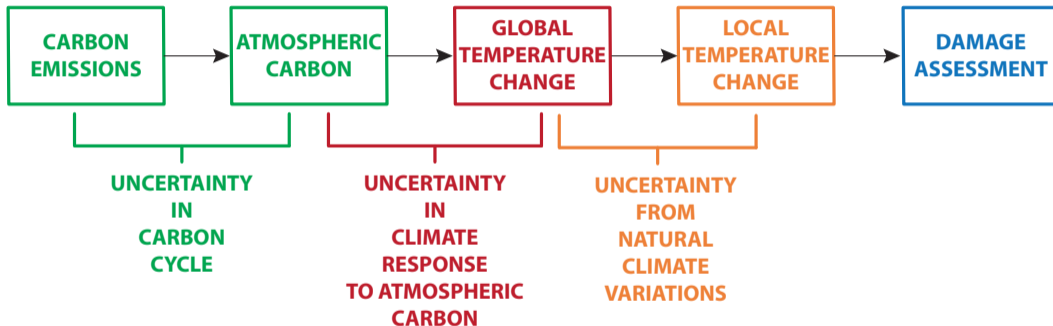 CARBON
EMISSIONS
ATMOSPHERIC
CARBON
GLOBAL
TEMPERATURE
CHANGE
LOCAL
TEMPERATURE
CHANGE
DAMAGE
ASSESSMENT
UNCERTAINTY
IN
CARBON
CYCLE
UNCERTAINTY
IN
CLIMATE
RESPONSE
TO ATMOSPHERIC
CARBON
UNCERTAINTY
FROM
NATURAL
CLIMATE
VARIATIONS